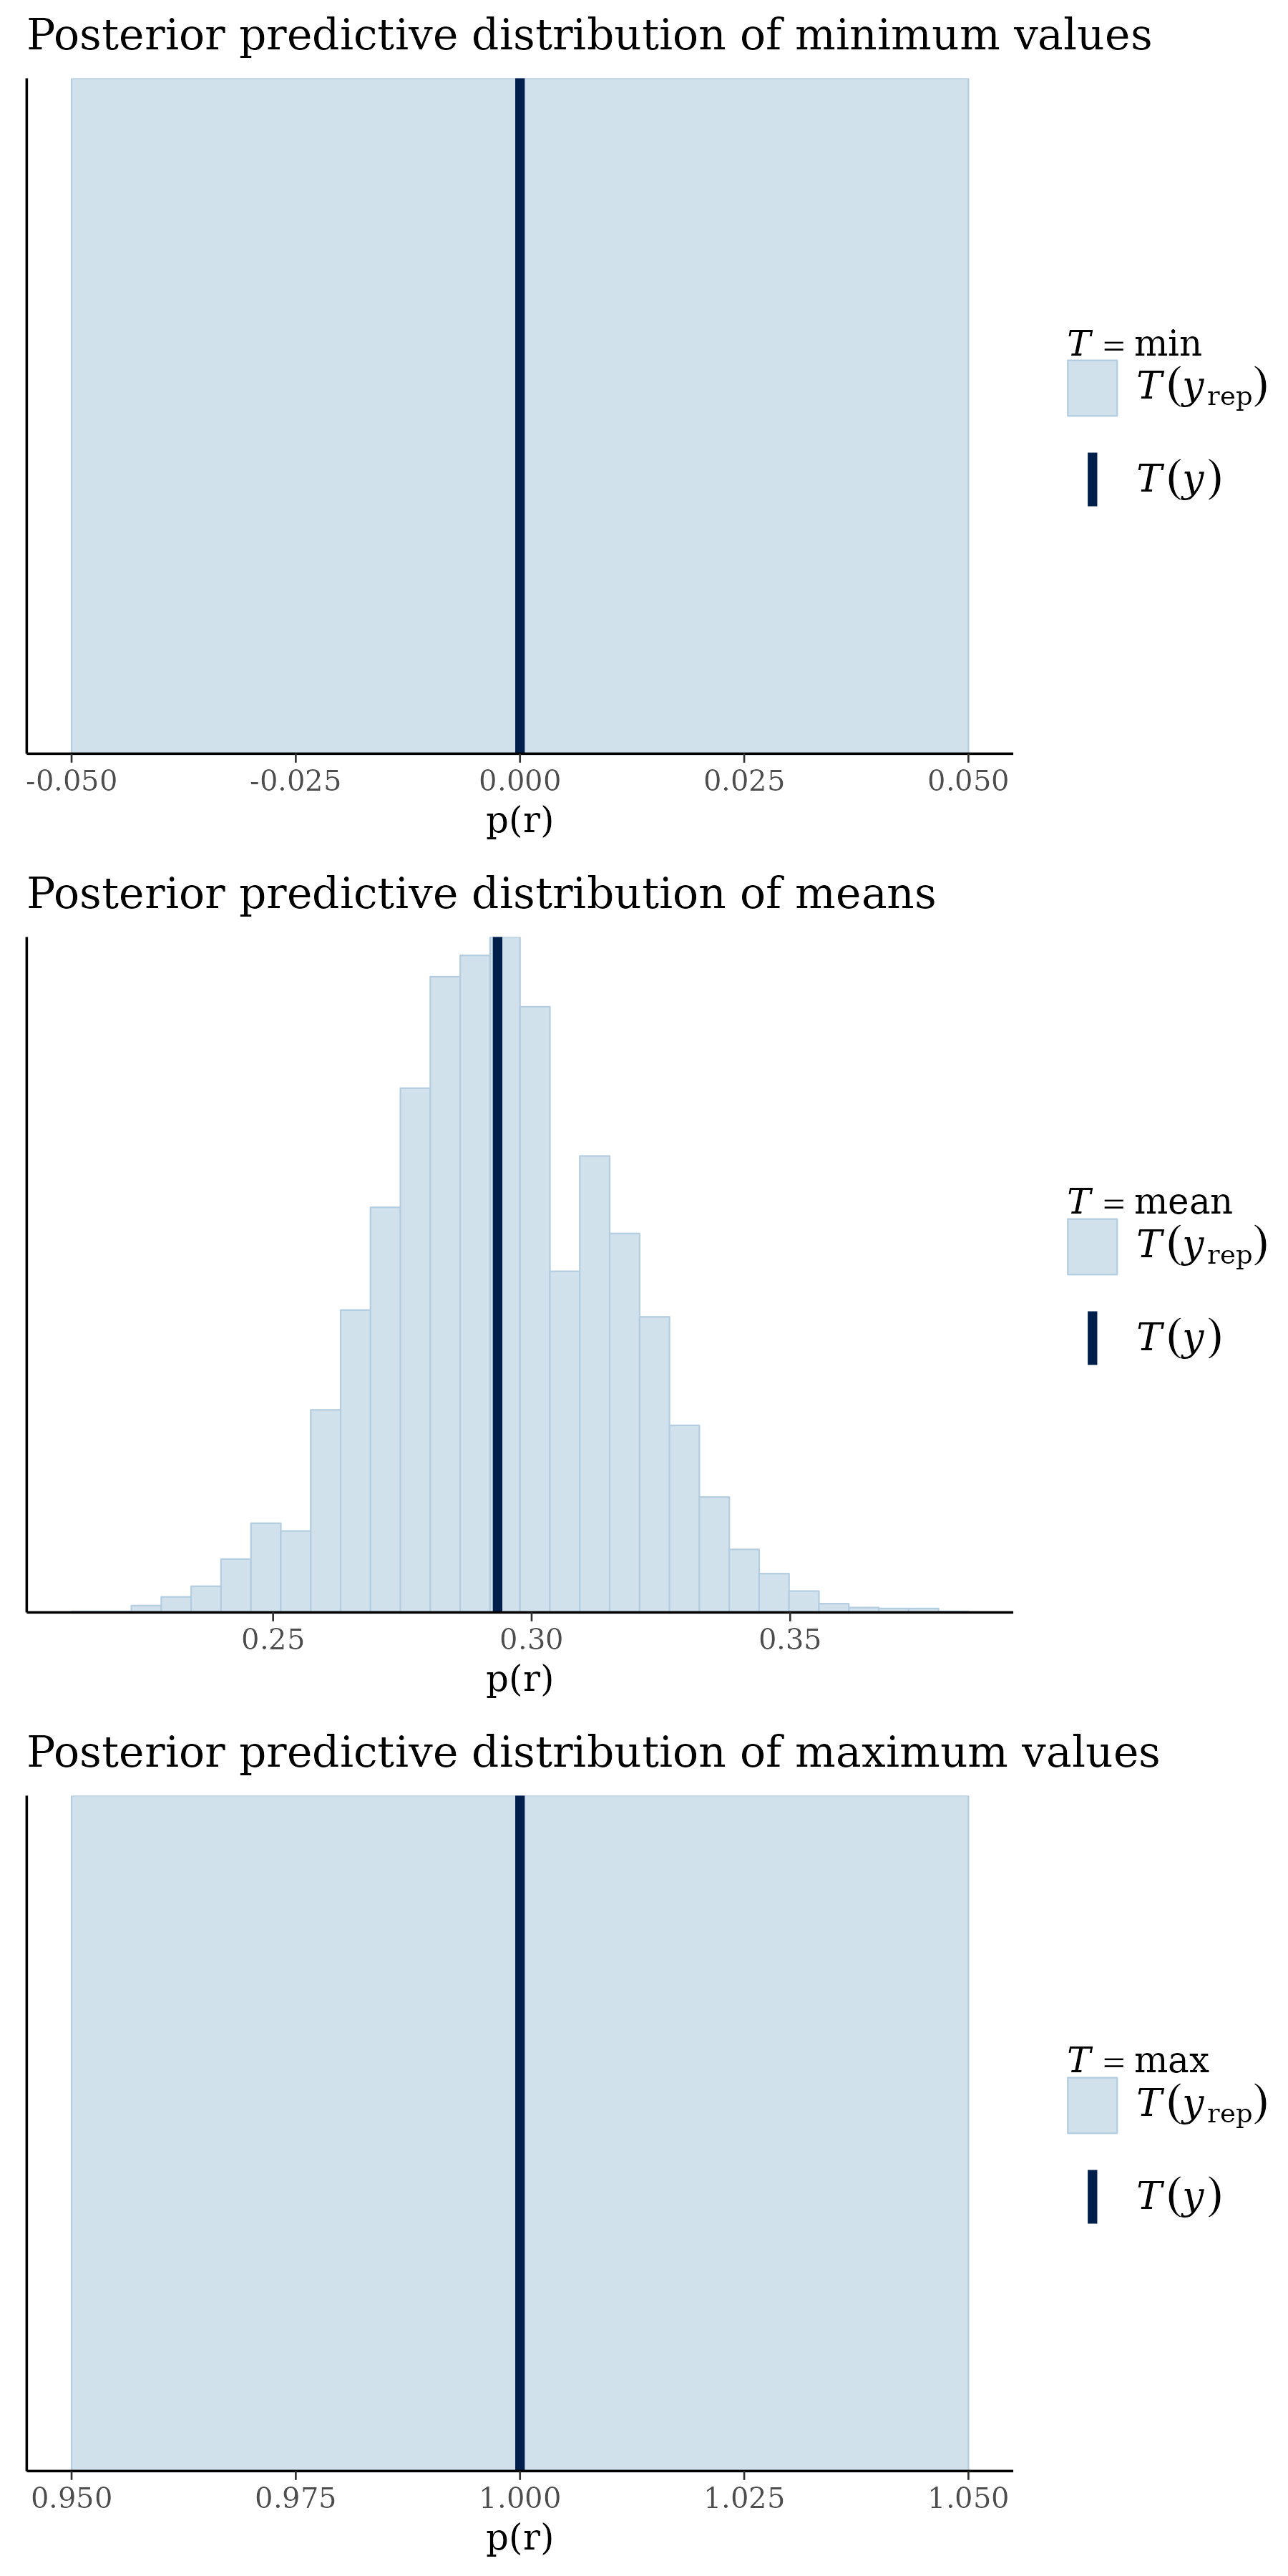 Posterior predictive distribution of minimum values
T = min
T(yrep)
T(y)
-0.050 -0.025 0.000 0.025 0.050
p(r)
Posterior predictive distribution of means
T = mean
T(yrep)
T(y)
0.25 0.30 0.35
p(r)
Posterior predictive distribution of maximum values
T = max
T(yrep)
T(y)
0.950 0.975 1.000 1.025 1.050
p(r)